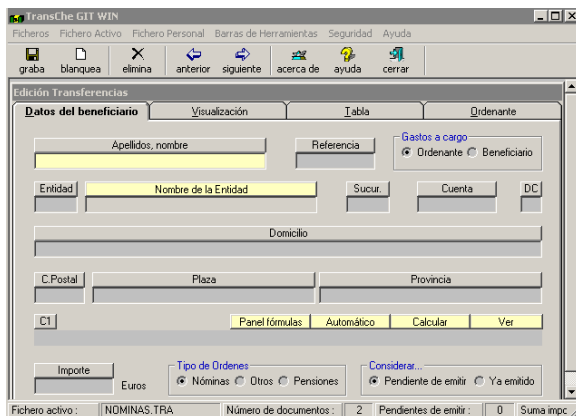 TransChe GIT WIN
Ficheros Fichero Activo Fichero Personal Barras de Herramientas Seguridad Ayuda
graba blanquea elimina anterior siguiente acerca de ayuda cerrar
Edición Transferencias
Datos del beneficiario Visualización Tabla Ordenante
Gastos a cargo
Apellidos, nombre Referencia
Ordenante Beneficiario
Entidad Nombre de la Entidad Sucur. Cuenta DC
Domicilio
C.Postal Plaza Provincia
C1 Panel fórmulas Automático Calcular Ver
Tipo de Ordenes Considerar...
Importe
Euros Nóminas Otros Pensiones Pendiente de emitir Ya emitido
Fichero activo : NOMINAS.TRA Número de documentos : 2 Pendientes de emitir : 0 Suma impo